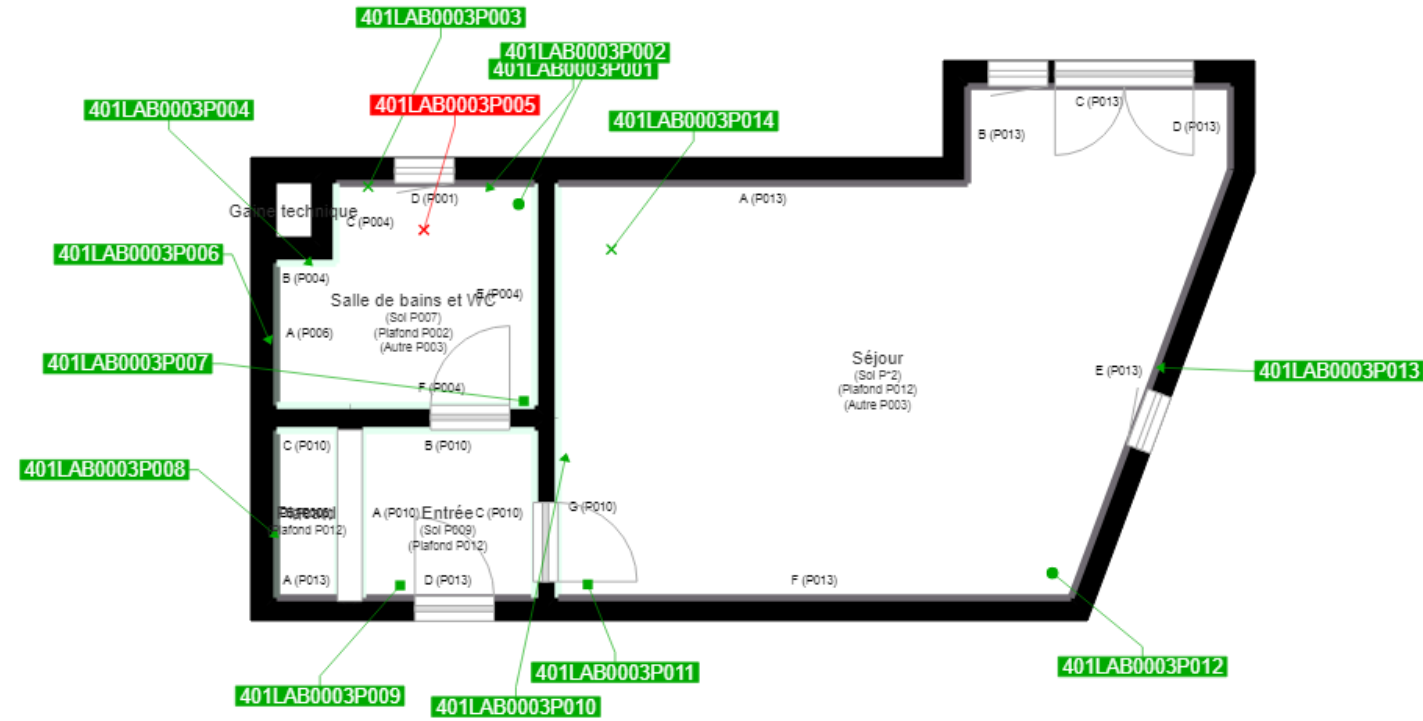 401LAB0003P003
401LAB0003P002
401LAB0003P001
401LAB0003P005
401LAB0003P004
401LAB0003P014
C (P013)
D (P013)
B (P013)
D (P001)
A (P013)
Gaine technique
C (P004)
401LAB0003P006
B (P004)
E (P004)
Salle de bains et WC
(Sol P007)
(Plafond P002)
(Autre P003)
A (P006)
401LAB0003P007
F (P004)
Séjour
(Sol P*2)
(Plafond P012)
(Autre P003)
E (P013)
401LAB0003P013
C (P010)
B (P010)
401LAB0003P008
Plafond P012)
A (P010)
Entrée
C (P010)
(Sol P009)
(Plafond P012)
G (P010)
A (P013)
D (P013)
F (P013)
401LAB0003P009
401LAB0003P010
401LAB0003P011
401LAB0003P012